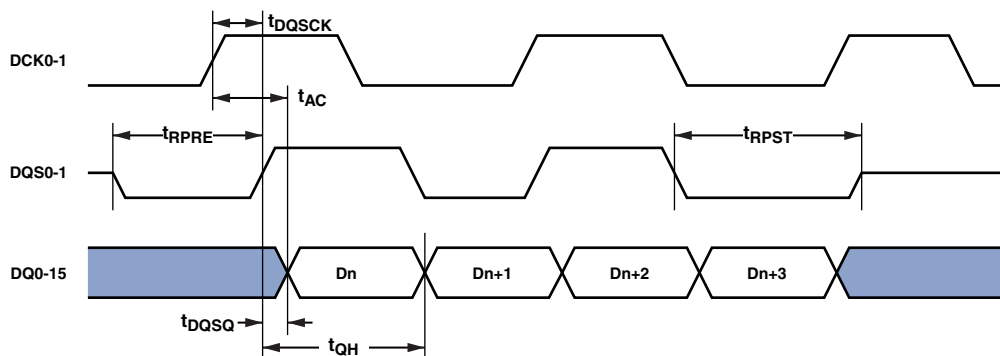 tDQSCK
DCK0-1
tAC
tRPRE
tRPST
DQS0-1
DQ0-15
Dn
Dn+1
Dn+2
Dn+3
tDQSQ
tQH